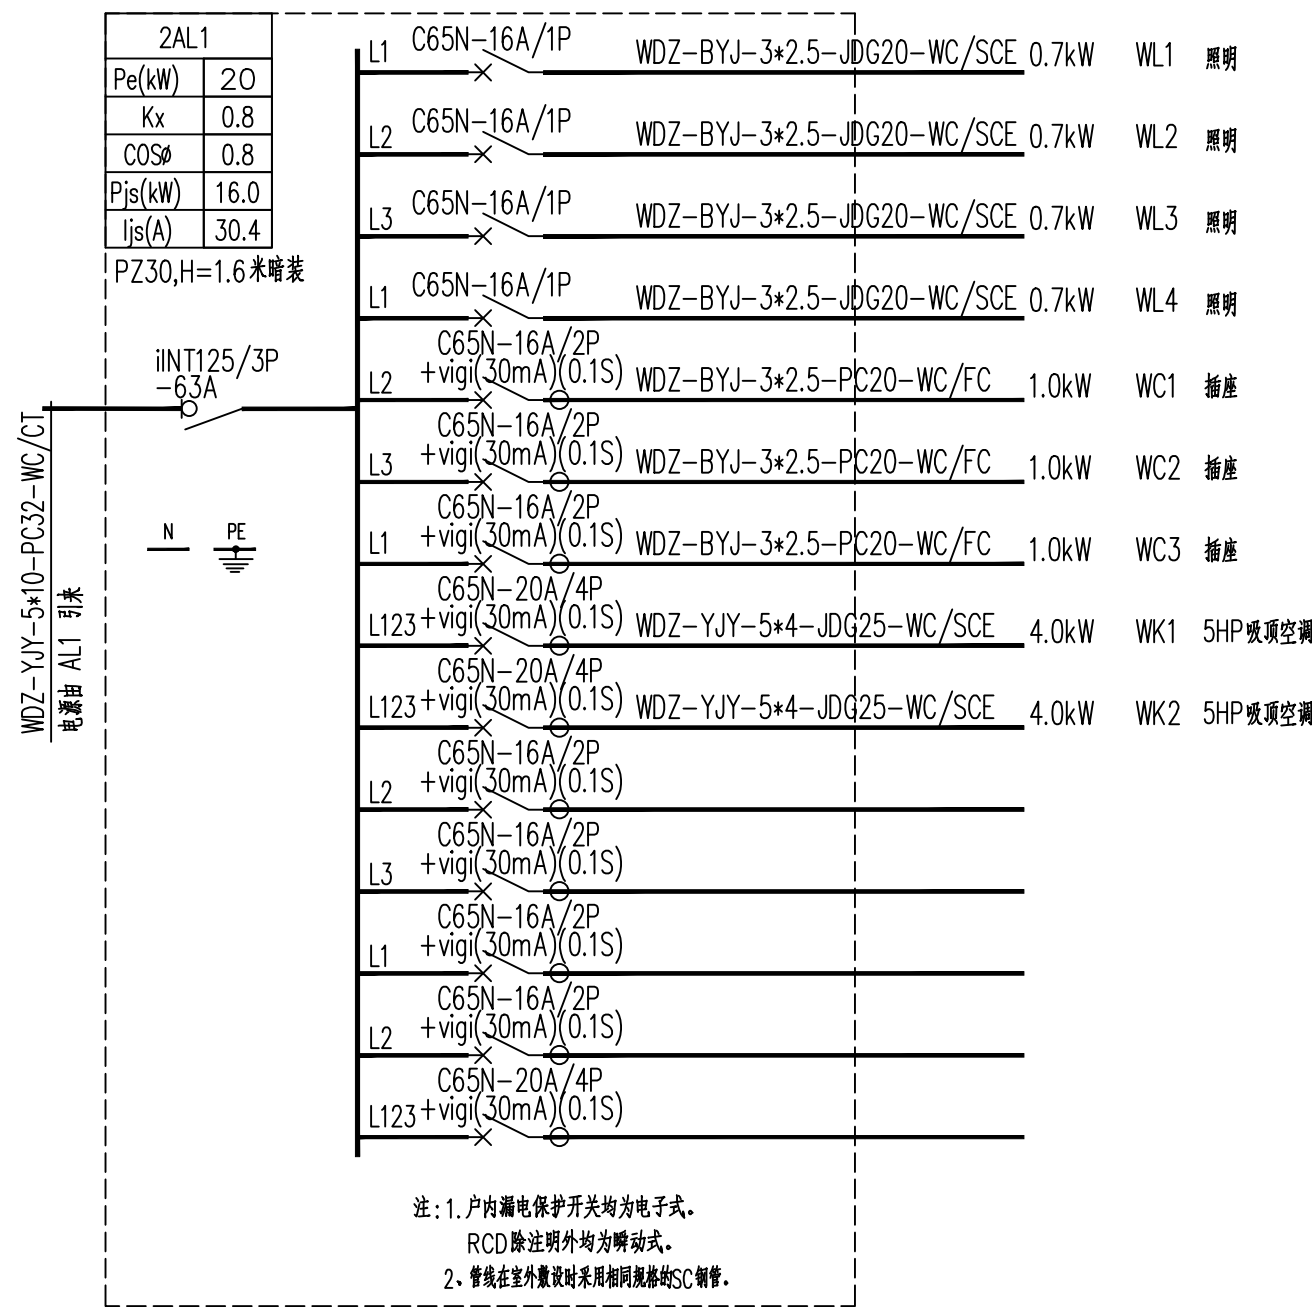 2AL1
Pe(kW) 20
Kx 0.8
COSø 0.8
Pjs(kW) 16.0
Ijs(A) 30.4
PZ30,H=1.6米暗装
iINT125/3P
-63A
WDZ-YJY-5*10-PC32-WC/CT
电源由 AL1 引来
N PE
L1 C65N-16A/1P WDZ-BYJ-3*2.5-JDG20-WC/SCE 0.7kW WL1 照明
L2 C65N-16A/1P WDZ-BYJ-3*2.5-JDG20-WC/SCE 0.7kW WL2 照明
L3 C65N-16A/1P WDZ-BYJ-3*2.5-JDG20-WC/SCE 0.7kW WL3 照明
L1 C65N-16A/1P WDZ-BYJ-3*2.5-JDG20-WC/SCE 0.7kW WL4 照明
C65N-16A/2P
L2 +vigi(30mA)(0.1S) WDZ-BYJ-3*2.5-PC20-WC/FC 1.0kW WC1 插座
C65N-16A/2P
L3 +vigi(30mA)(0.1S) WDZ-BYJ-3*2.5-PC20-WC/FC 1.0kW WC2 插座
C65N-16A/2P
L1 +vigi(30mA)(0.1S) WDZ-BYJ-3*2.5-PC20-WC/FC 1.0kW WC3 插座
C65N-20A/4P
L123 +vigi(30mA)(0.1S) WDZ-YJY-5*4-JDG25-WC/SCE 4.0kW WK1 5HP吸顶空调
C65N-20A/4P
L123 +vigi(30mA)(0.1S) WDZ-YJY-5*4-JDG25-WC/SCE 4.0kW WK2 5HP吸顶空调
C65N-16A/2P
L2 +vigi(30mA)(0.1S)
C65N-16A/2P
L3 +vigi(30mA)(0.1S)
C65N-16A/2P
L1 +vigi(30mA)(0.1S)
C65N-16A/2P
L2 +vigi(30mA)(0.1S)
C65N-20A/4P
L123 +vigi(30mA)(0.1S)
注:1.户内漏电保护开关均为电子式。
RCD除注明外均为瞬动式。
2、管线在室外敷设时采用相同规格的SC钢管。